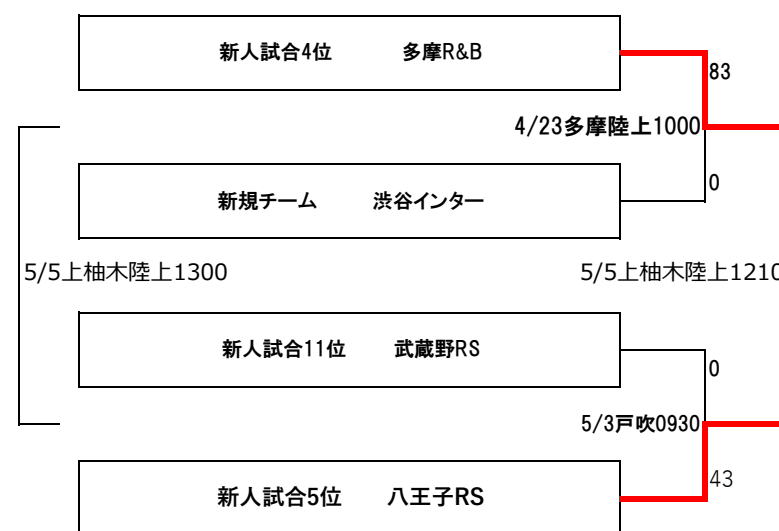 新人試合4位 多摩R&B
83
4/23多摩陸上1000
0
新規チーム 渋谷インター
5/5上柚木陸上1300
5/5上柚木陸上1210
新人試合11位 武蔵野RS
0
5/3戸吹0930
43
新人試合5位 八王子RS